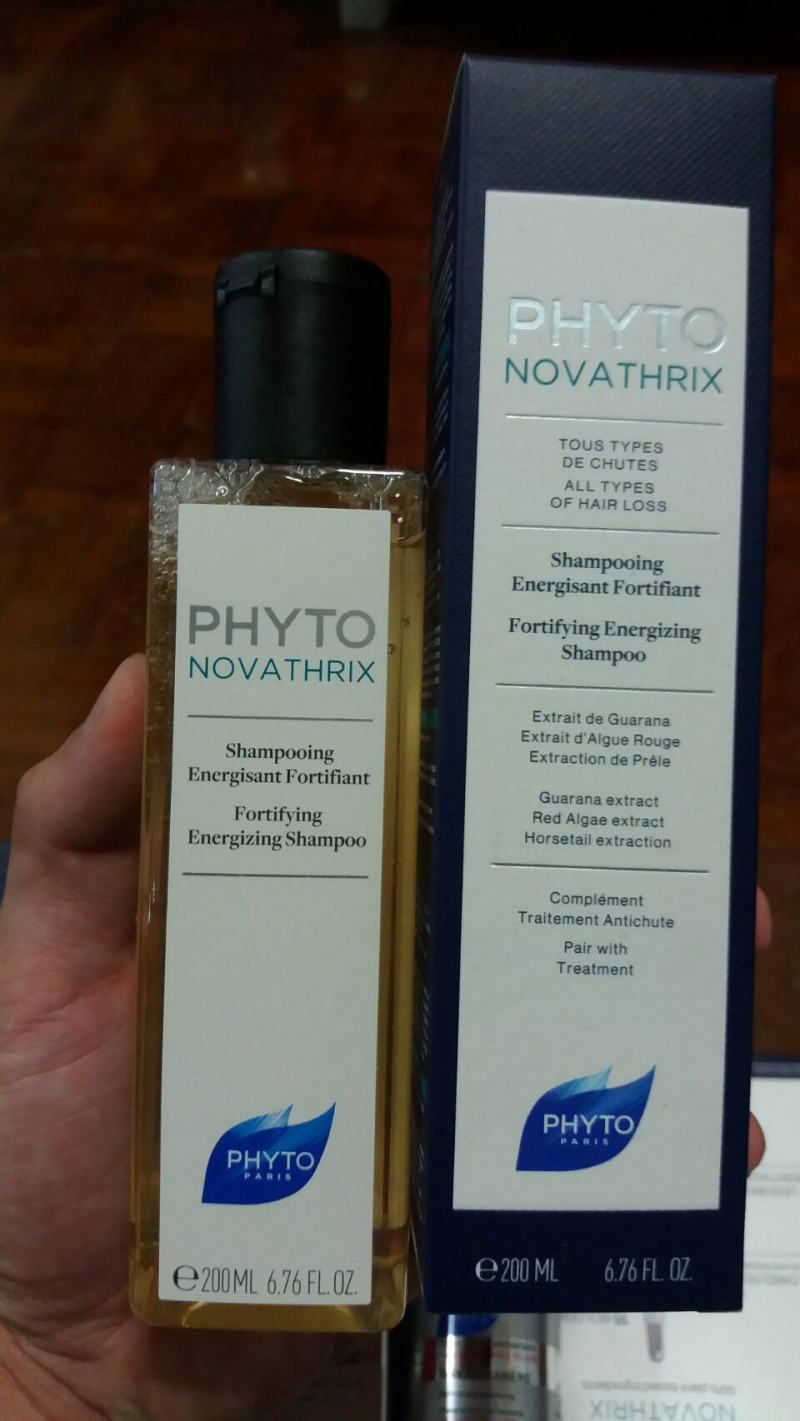 PHYTO
NOVATHRIX
Shampooing
Energisant Fortifiant
Fortifying
Energizing Shampoo
PHYTO
PARIS
℮200ML 6.76 FL. OZ.
PHYTO
NOVATHRIX
TOUS TYPES
DE CHUTES
ALL TYPES
OF HAIR LOSS
Shampooing
Energisant Fortifiant
Fortifying Energizing
Shampoo
Extrait de Guarana
Extrait d'Algue Rouge
Extraction de Prêle
Guarana extract
Red Algae extract
Horsetail extraction
Complément
Traitement Antichute
Pair with
Treatment
PHYTO
PARIS
℮200 ML 6.76 FL. OZ.
NOVATHRIX